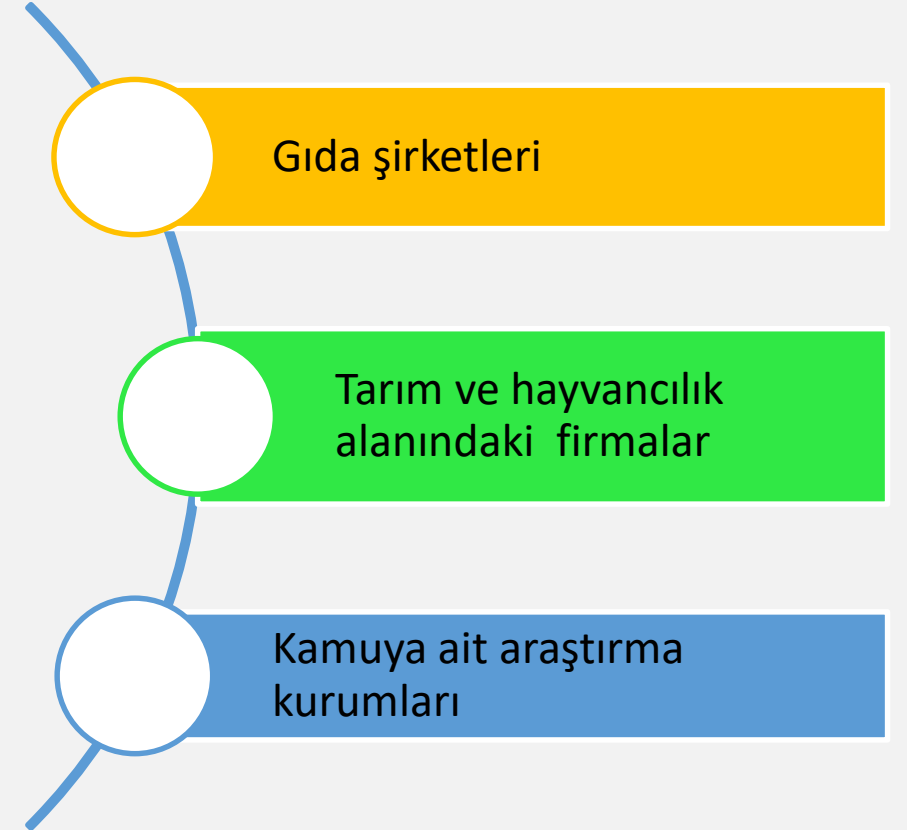 Gıda şirketleri
Tarım ve hayvancılık
alanındaki  firmalar
Kamuya ait araştırma
kurumları